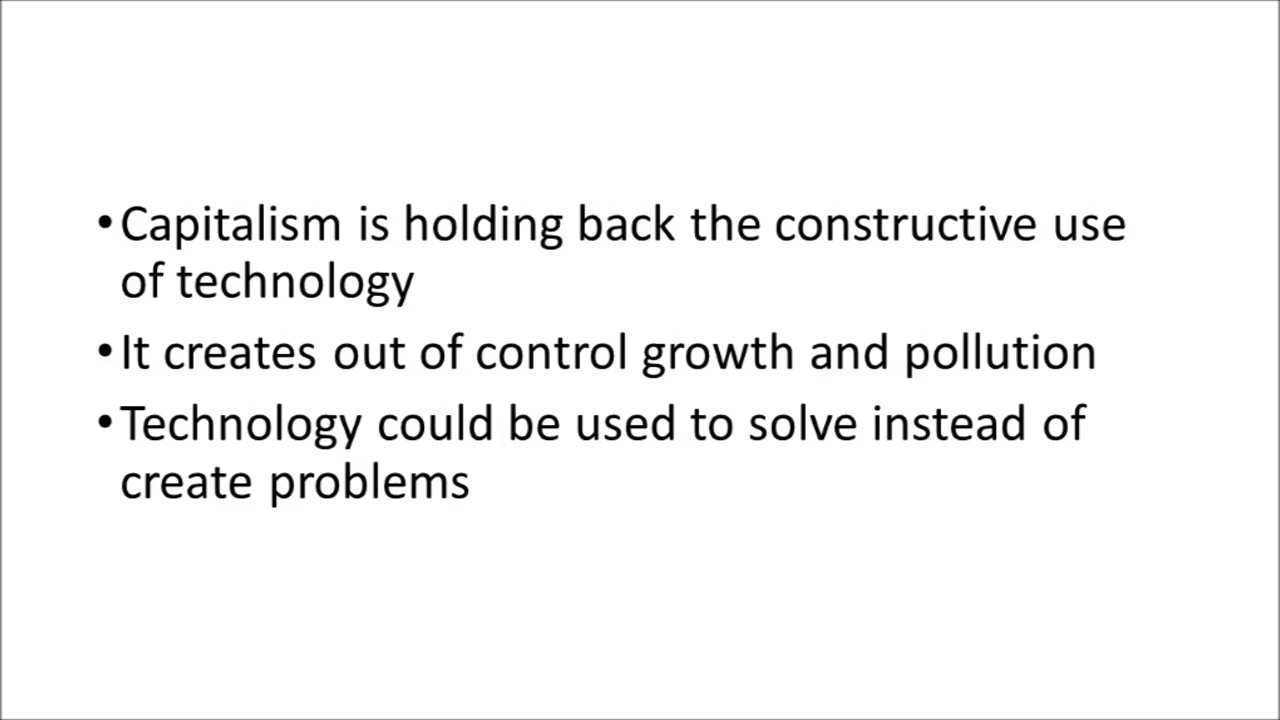 •Capitalism is holding back the constructive use
of technology
•It creates out of control growth and pollution
•Technology could be used to solve instead of
create problems